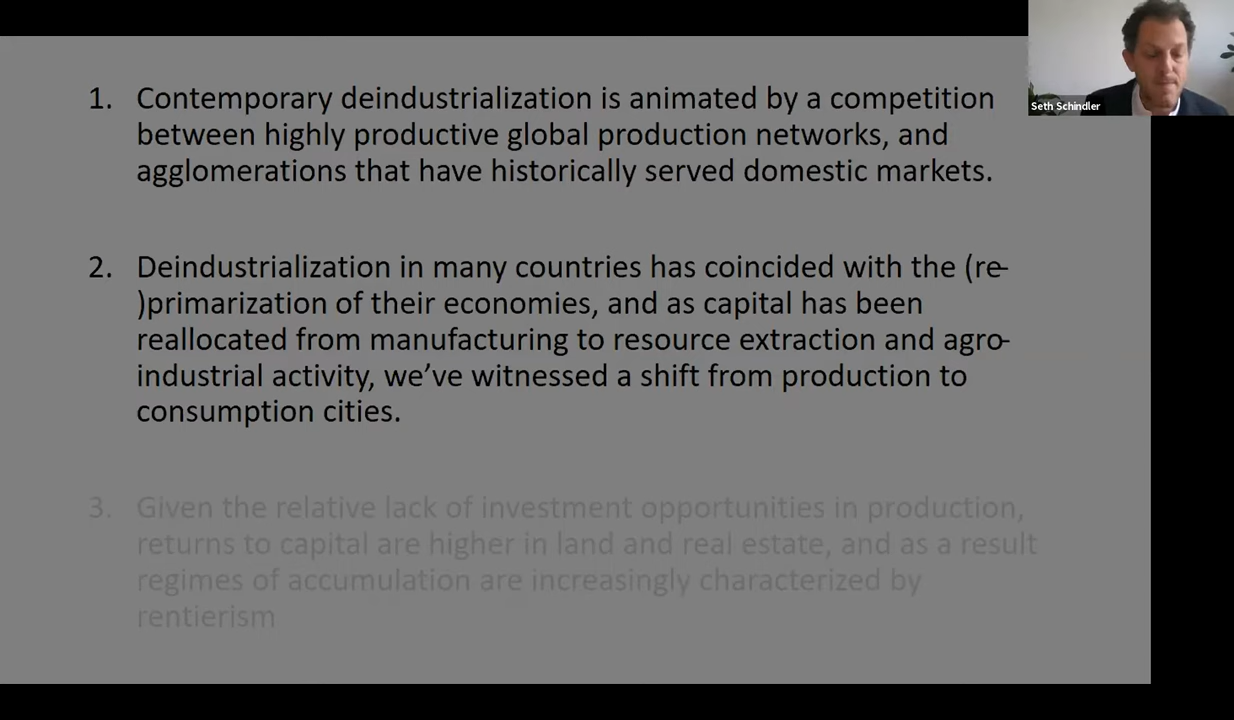 1. Contemporary deindustrialization is animated by a competition
between highly productive global production networks, and
agglomerations that have historically served domestic markets.
2. Deindustrialization in many countries has coincided with the (re-
)primarization of their economies, and as capital has been
reallocated from manufacturing to resource extraction and agro-
industrial activity, we’ve witnessed a shift from production to
consumption cities.
3. Given the relative lack of investment opportunities in production,
returns to capital are higher in land and real estate, and as a result
regimes of accumulation are increasingly characterized by
rentierism
Seth Schindler